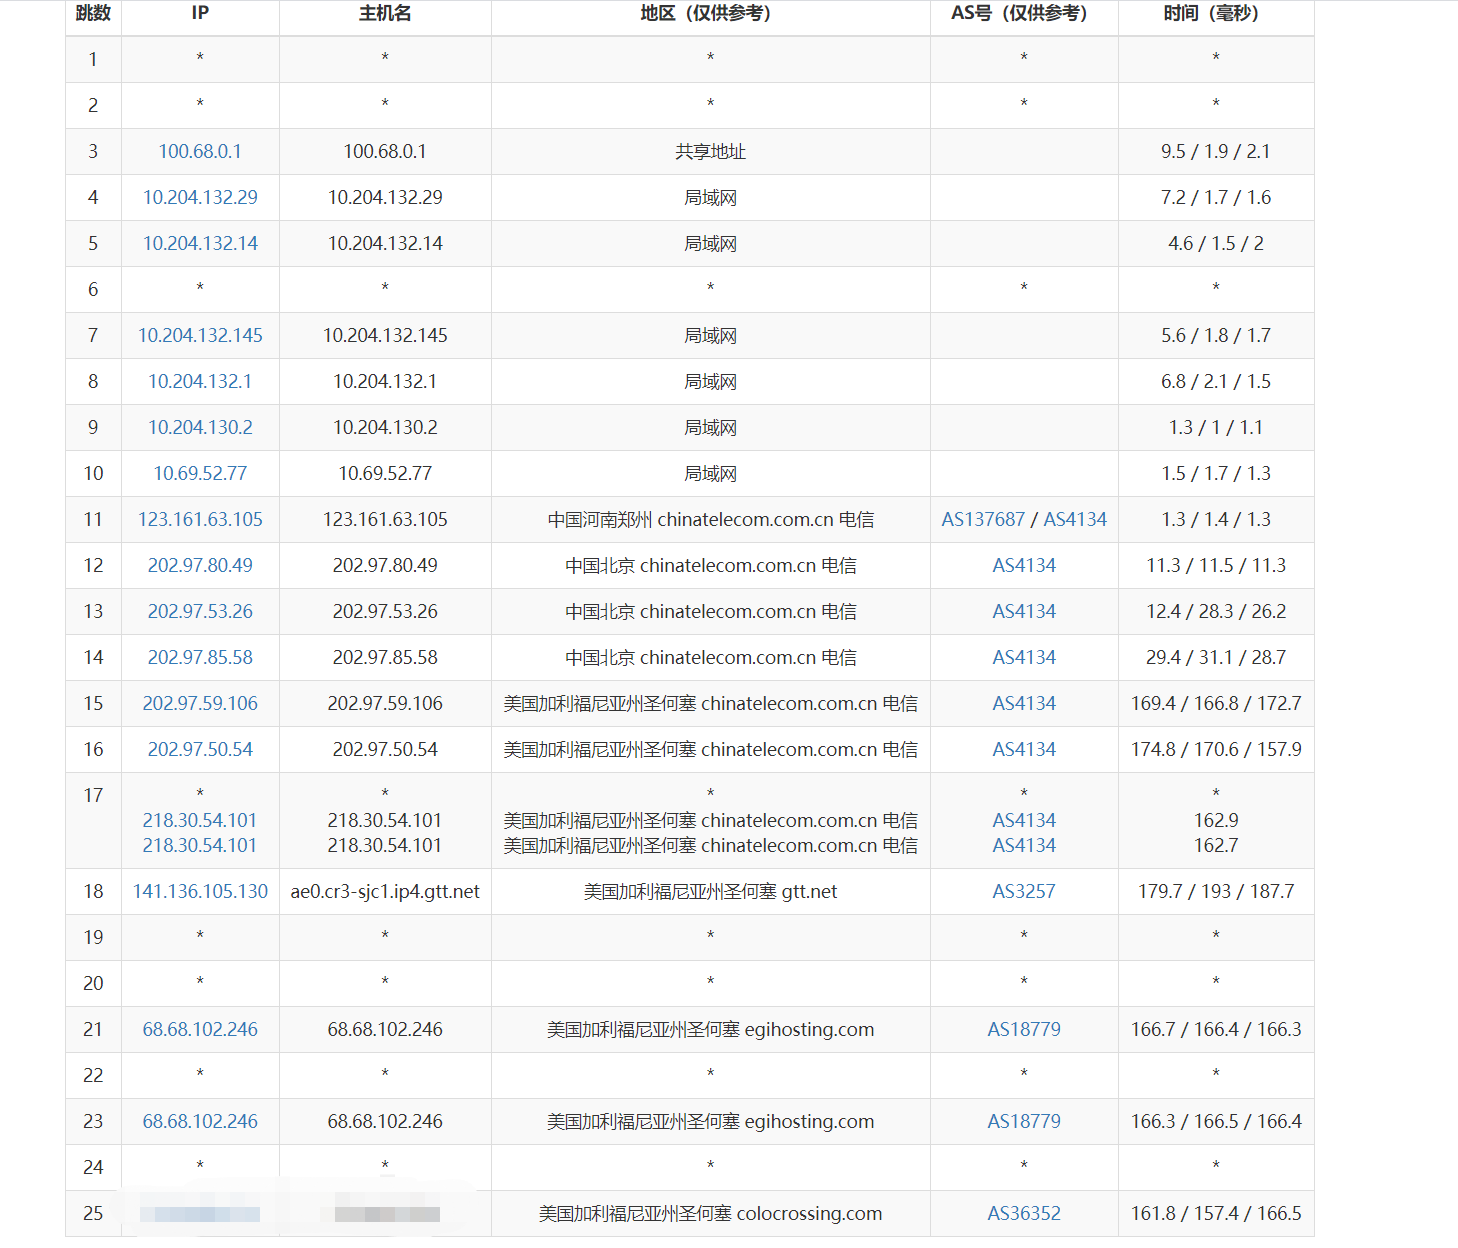 跳数 IP 主机名 地区（仅供参考） AS号（仅供参考） 时间（毫秒）
1 * * * * *
2 * * * * *
3 100.68.0.1 100.68.0.1 共享地址 9.5 / 1.9 / 2.1
4 10.204.132.29 10.204.132.29 局域网 7.2 / 1.7 / 1.6
5 10.204.132.14 10.204.132.14 局域网 4.6 / 1.5 / 2
6 * * * * *
7 10.204.132.145 10.204.132.145 局域网 5.6 / 1.8 / 1.7
8 10.204.132.1 10.204.132.1 局域网 6.8 / 2.1 / 1.5
9 10.204.130.2 10.204.130.2 局域网 1.3 / 1 / 1.1
10 10.69.52.77 10.69.52.77 局域网 1.5 / 1.7 / 1.3
11 123.161.63.105 123.161.63.105 中国河南郑州 chinatelecom.com.cn 电信 AS137687 / AS4134 1.3 / 1.4 / 1.3
12 202.97.80.49 202.97.80.49 中国北京 chinatelecom.com.cn 电信 AS4134 11.3 / 11.5 / 11.3
13 202.97.53.26 202.97.53.26 中国北京 chinatelecom.com.cn 电信 AS4134 12.4 / 28.3 / 26.2
14 202.97.85.58 202.97.85.58 中国北京 chinatelecom.com.cn 电信 AS4134 29.4 / 31.1 / 28.7
15 202.97.59.106 202.97.59.106 美国加利福尼亚州圣何塞 chinatelecom.com.cn 电信 AS4134 169.4 / 166.8 / 172.7
16 202.97.50.54 202.97.50.54 美国加利福尼亚州圣何塞 chinatelecom.com.cn 电信 AS4134 174.8 / 170.6 / 157.9
17 * * * * *
218.30.54.101 218.30.54.101 美国加利福尼亚州圣何塞 chinatelecom.com.cn 电信 AS4134 162.9
218.30.54.101 218.30.54.101 美国加利福尼亚州圣何塞 chinatelecom.com.cn 电信 AS4134 162.7
18 141.136.105.130 ae0.cr3-sjc1.ip4.gtt.net 美国加利福尼亚州圣何塞 gtt.net AS3257 179.7 / 193 / 187.7
19 * * * * *
20 * * * * *
21 68.68.102.246 68.68.102.246 美国加利福尼亚州圣何塞 egihosting.com AS18779 166.7 / 166.4 / 166.3
22 * * * * *
23 68.68.102.246 68.68.102.246 美国加利福尼亚州圣何塞 egihosting.com AS18779 166.3 / 166.5 / 166.4
24 * * * * *
25 美国加利福尼亚州圣何塞 colocrossing.com AS36352 161.8 / 157.4 / 166.5